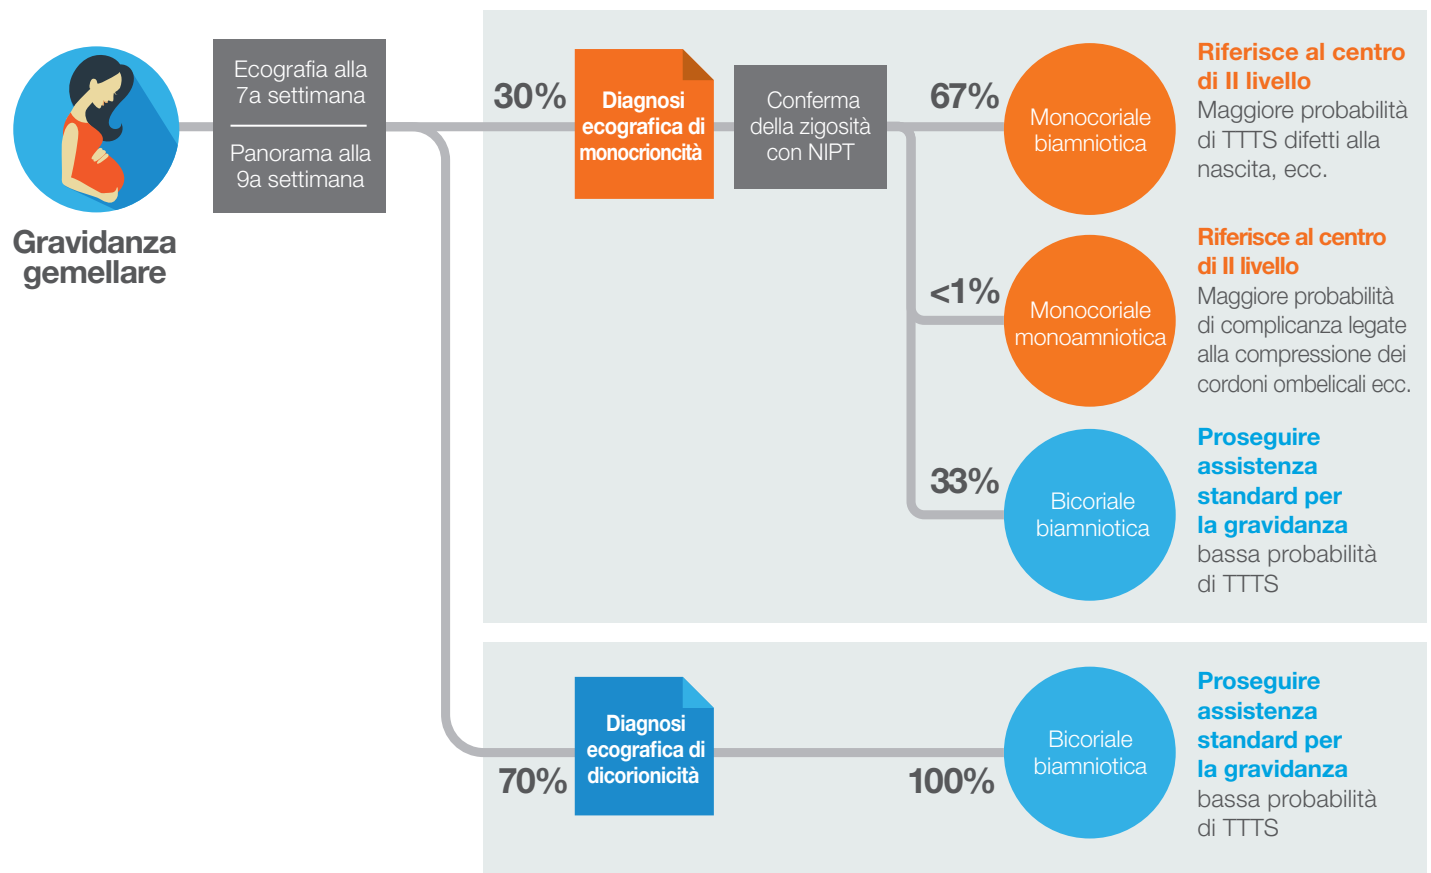 Gravidanza
gemellare
Ecografia alla
7a settimana
Panorama alla
9a settimana
30%
Diagnosi
ecografica di
monocrioncità
Conferma
della zigosità
con NIPT
67%
Monocoriale
biamniotica
Riferisce al centro
di II livello
Maggiore probabilità
di TTTS difetti alla
nascita, ecc.
<1%
Monocoriale
monoamniotica
Riferisce al centro
di II livello
Maggiore probabilità
di complicanza legate
alla compressione dei
cordoni ombelicali ecc.
33%
Bicoriale
biamniotica
Proseguire
assistenza
standard per
la gravidanza
bassa probabilità
di TTTS
70%
Diagnosi
ecografica di
dicorionicità
100%
Bicoriale
biamniotica
Proseguire
assistenza
standard per
la gravidanza
bassa probabilità
di TTTS